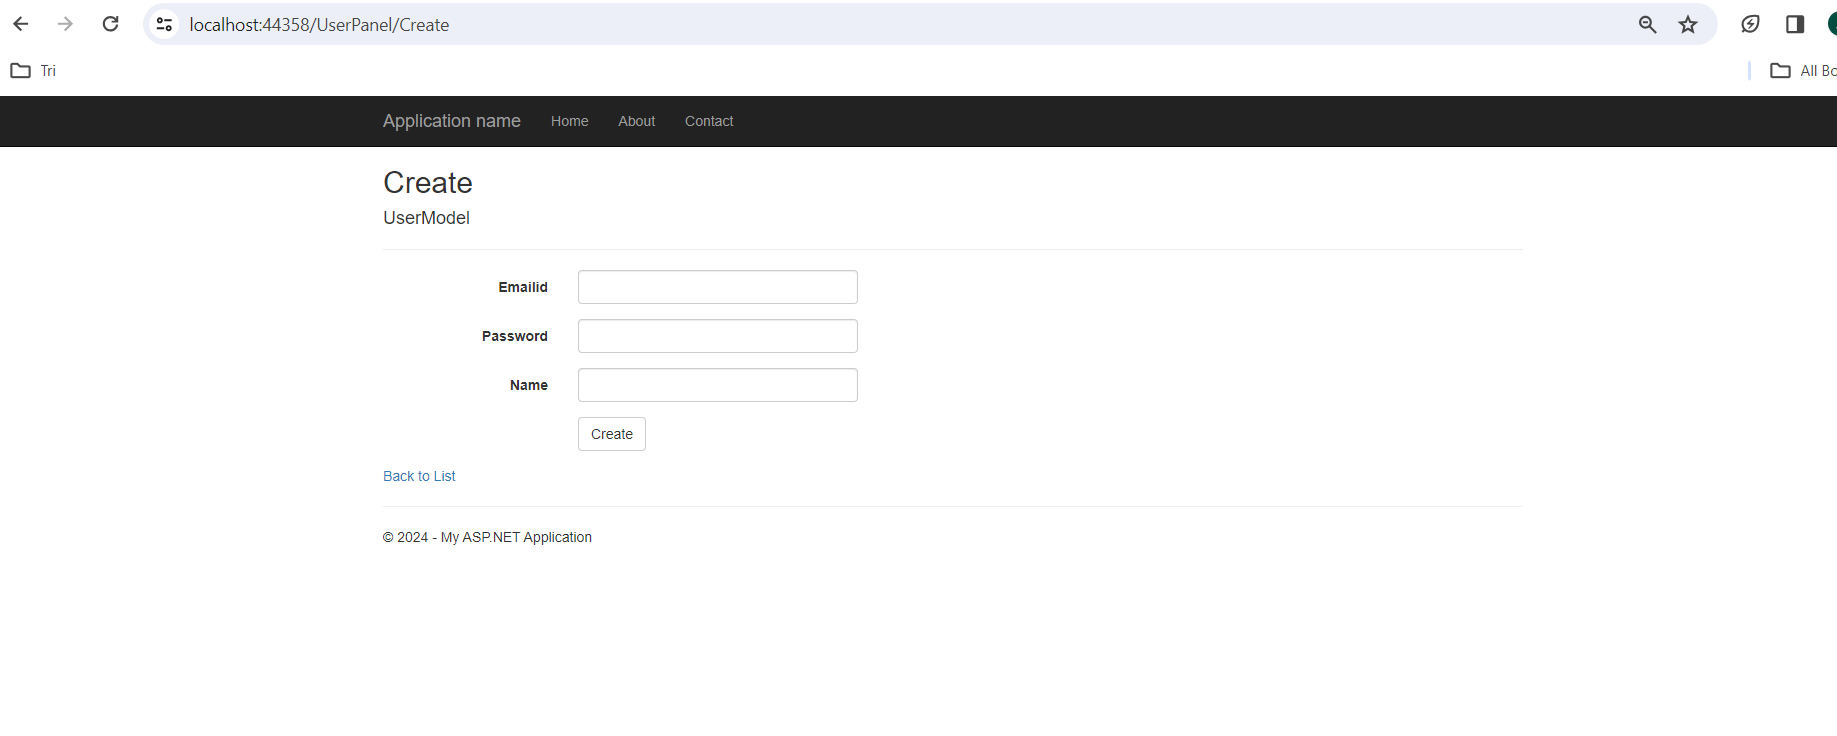 localhost:44358/UserPanel/Create
Tri
All Bo
Application name Home About Contact
Create
UserModel
Emailid
Password
Name
Create
Back to List
© 2024 - My ASP.NET Application